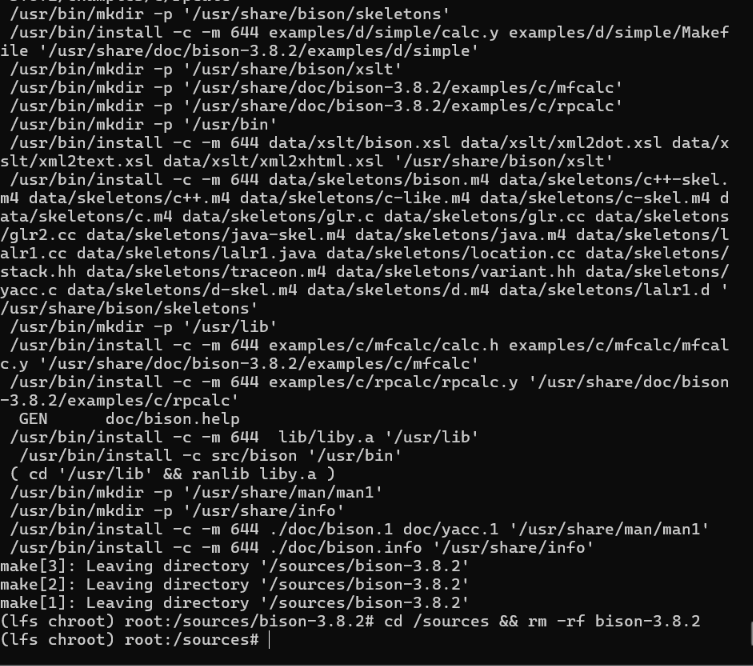 /usr/bin/mkdir -p '/usr/share/bison/skeletons'
/usr/bin/install -c -m 644 examples/d/simple/calc.y examples/d/simple/Makef
ile '/usr/share/doc/bison-3.8.2/examples/d/simple'
/usr/bin/mkdir -p '/usr/share/bison/xslt'
/usr/bin/mkdir -p '/usr/share/doc/bison-3.8.2/examples/c/mfcalc'
/usr/bin/mkdir -p '/usr/share/doc/bison-3.8.2/examples/c/rpcalc'
/usr/bin/mkdir -p '/usr/bin'
/usr/bin/install -c -m 644 data/xslt/bison.xsl data/xslt/xml2dot.xsl data/x
slt/xml2text.xsl data/xslt/xml2xhtml.xsl '/usr/share/bison/xslt'
/usr/bin/install -c -m 644 data/skeletons/bison.m4 data/skeletons/c++-skel.
m4 data/skeletons/c++.m4 data/skeletons/c-like.m4 data/skeletons/c-skel.m4 d
ata/skeletons/c.m4 data/skeletons/glr.c data/skeletons/glr.cc data/skeletons
/glr2.cc data/skeletons/java-skel.m4 data/skeletons/java.m4 data/skeletons/l
alr1.cc data/skeletons/lalr1.java data/skeletons/location.cc data/skeletons/
stack.hh data/skeletons/traceon.m4 data/skeletons/variant.hh data/skeletons/
yacc.c data/skeletons/d-skel.m4 data/skeletons/d.m4 data/skeletons/lalr1.d '
/usr/share/bison/skeletons'
/usr/bin/mkdir -p '/usr/lib'
/usr/bin/install -c -m 644 examples/c/mfcalc/calc.h examples/c/mfcalc/mfcal
c.y '/usr/share/doc/bison-3.8.2/examples/c/mfcalc'
/usr/bin/install -c -m 644 examples/c/rpcalc/rpcalc.y '/usr/share/doc/bison
-3.8.2/examples/c/rpcalc'
GEN      doc/bison.help
/usr/bin/install -c -m 644  lib/liby.a '/usr/lib'
/usr/bin/install -c src/bison '/usr/bin'
( cd '/usr/lib' && ranlib liby.a )
/usr/bin/mkdir -p '/usr/share/man/man1'
/usr/bin/mkdir -p '/usr/share/info'
/usr/bin/install -c -m 644 ./doc/bison.1 doc/yacc.1 '/usr/share/man/man1'
/usr/bin/install -c -m 644 ./doc/bison.info '/usr/share/info'
make[3]: Leaving directory '/sources/bison-3.8.2'
make[2]: Leaving directory '/sources/bison-3.8.2'
make[1]: Leaving directory '/sources/bison-3.8.2'
(lfs chroot) root:/sources/bison-3.8.2# cd /sources && rm -rf bison-3.8.2
(lfs chroot) root:/sources#